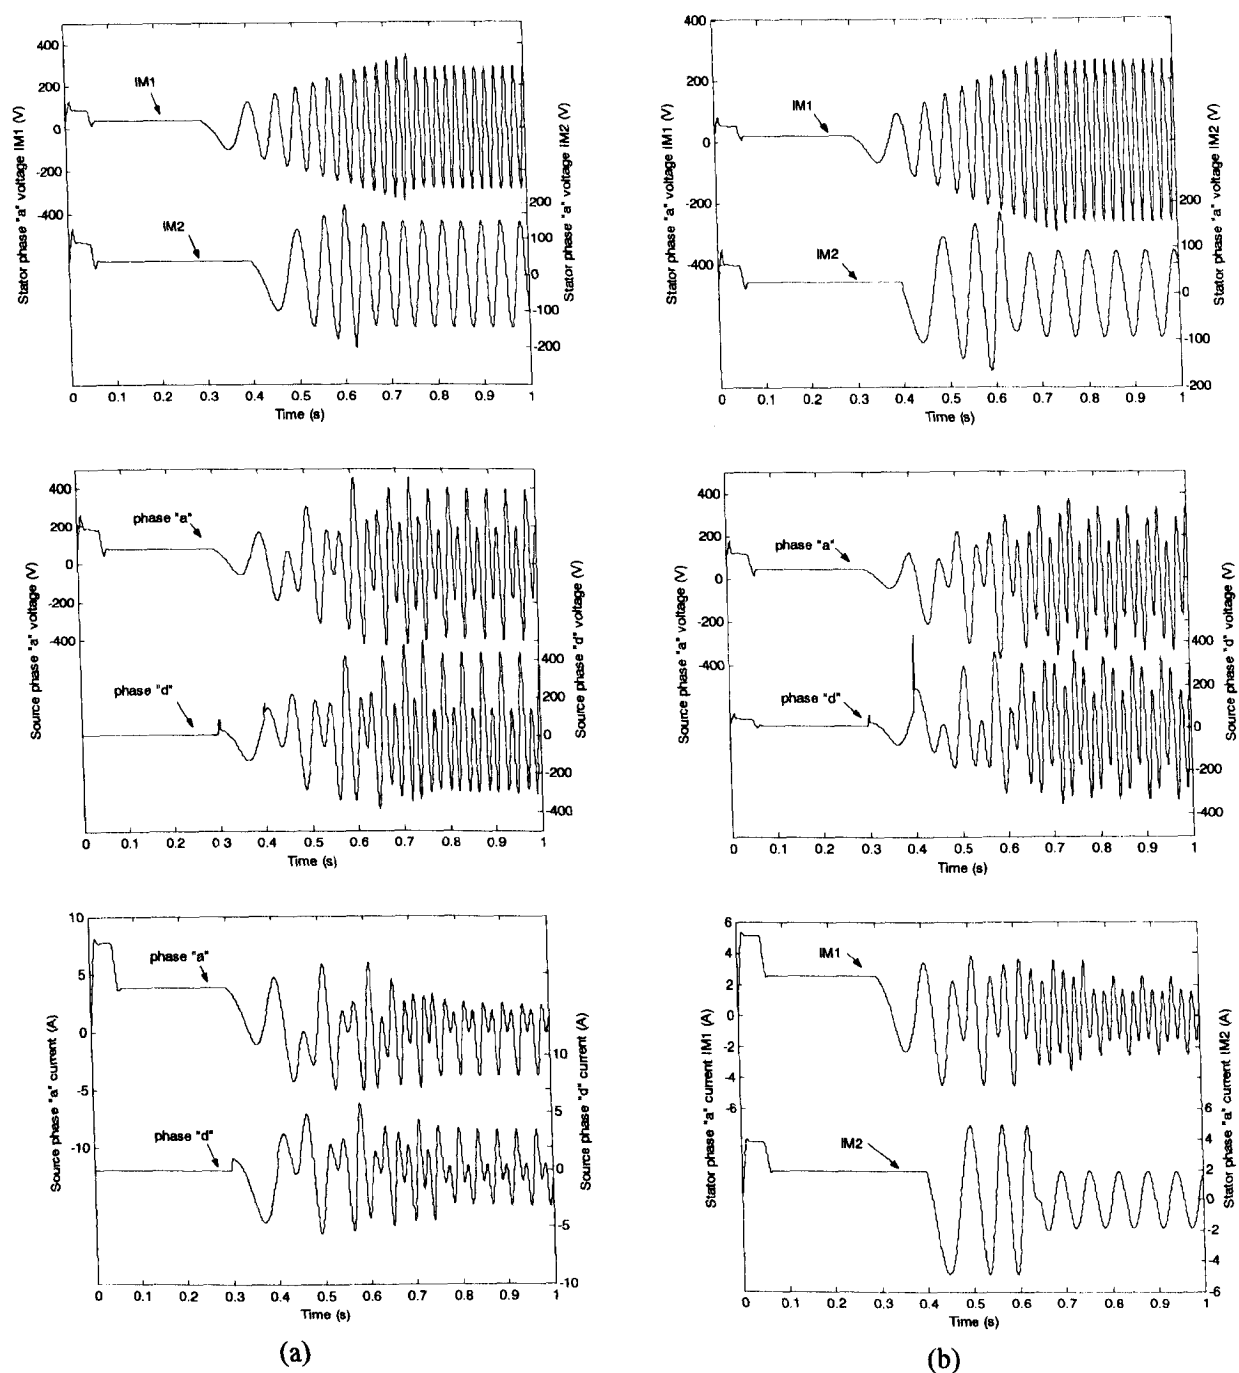 400
200
0
-200
-400
Stator phase "a" voltage IM1 (V)
IM1
IM2
200
100
0
-100
-200
Stator phase "a" voltage IM2 (V)
0 0.1 0.2 0.3 0.4 0.5 0.6 0.7 0.8 0.9 1
Time (s)
400
200
0
-200
-400
Stator phase "a" voltage IM1 (V)
IM1
IM2
200
100
0
-100
-200
Stator phase "a" voltage IM2 (V)
0 0.1 0.2 0.3 0.4 0.5 0.6 0.7 0.8 0.9 1
Time (s)
400
200
0
-200
-400
Source phase "a" voltage (V)
phase "a"
phase "d"
400
200
0
-200
-400
Source phase "d" voltage (V)
0 0.1 0.2 0.3 0.4 0.5 0.6 0.7 0.8 0.9 1
Time (s)
400
200
0
-200
-400
Source phase "a" voltage (V)
phase "a"
phase "d"
400
200
0
-200
-400
Source phase "d" voltage (V)
0 0.1 0.2 0.3 0.4 0.5 0.6 0.7 0.8 0.9 1
Time (s)
10
5
0
-5
-10
Source phase "a" current (A)
phase "a"
phase "d"
10
5
0
-5
-10
Source phase "d" current (A)
0 0.1 0.2 0.3 0.4 0.5 0.6 0.7 0.8 0.9 1
Time (s)
6
4
2
0
-2
-4
-6
Stator phase "a" current IM1 (A)
IM1
IM2
6
4
2
0
-2
-4
-6
Stator phase "a" current IM2 (A)
0 0.1 0.2 0.3 0.4 0.5 0.6 0.7 0.8 0.9 1
Time (s)
(a)
(b)